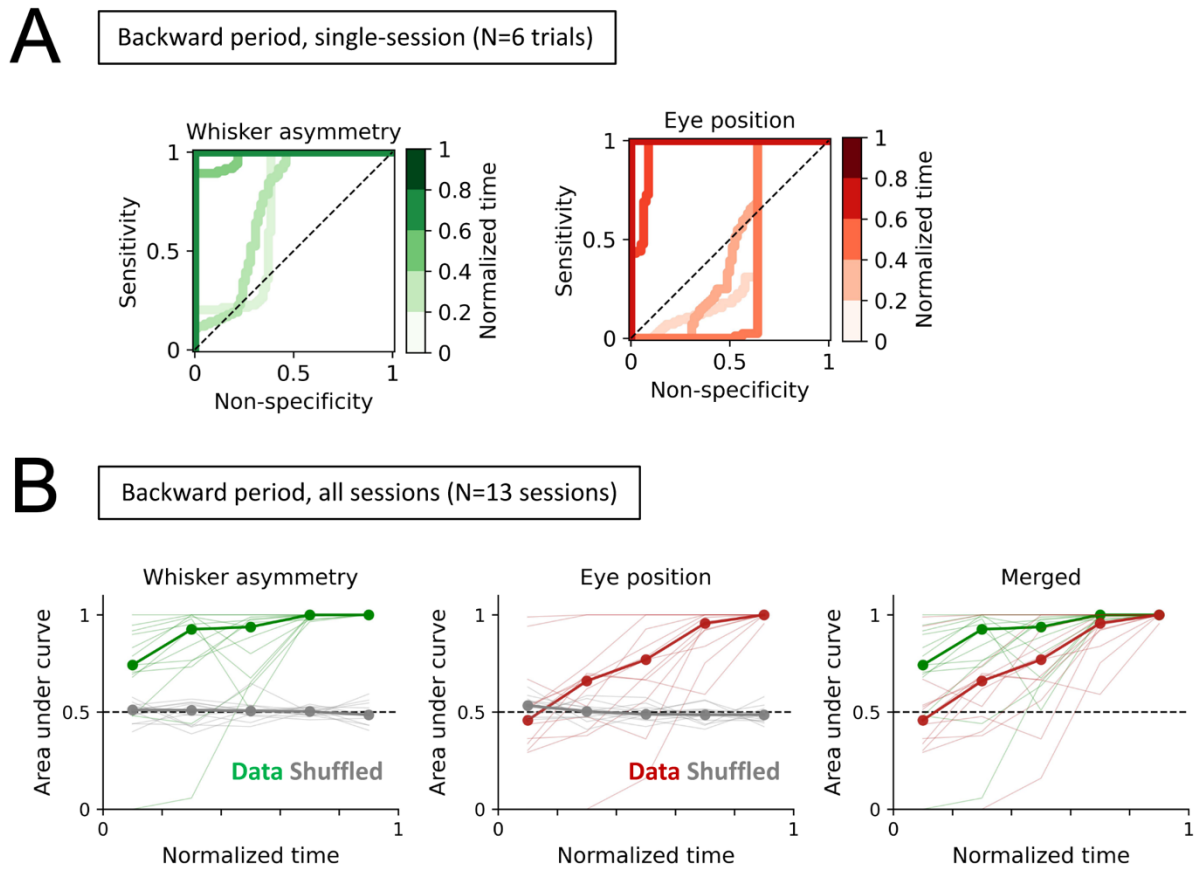 A
Backward period, single-session (N=6 trials)
Whisker asymmetry
1
0.5
0
0
0.5
1
Sensitivity
Non-specificity
1
0.8
0.6
0.4
0.2
0
Normalized time
Eye position
1
0.5
0
0
0.5
1
Sensitivity
Non-specificity
1
0.8
0.6
0.4
0.2
0
Normalized time
B
Backward period, all sessions (N=13 sessions)
Whisker asymmetry
1
0.5
0
0
1
Area under curve
Data Shuffled
Normalized time
Eye position
1
0.5
0
0
1
Area under curve
Data Shuffled
Normalized time
Merged
1
0.5
0
0
1
Area under curve
Normalized time